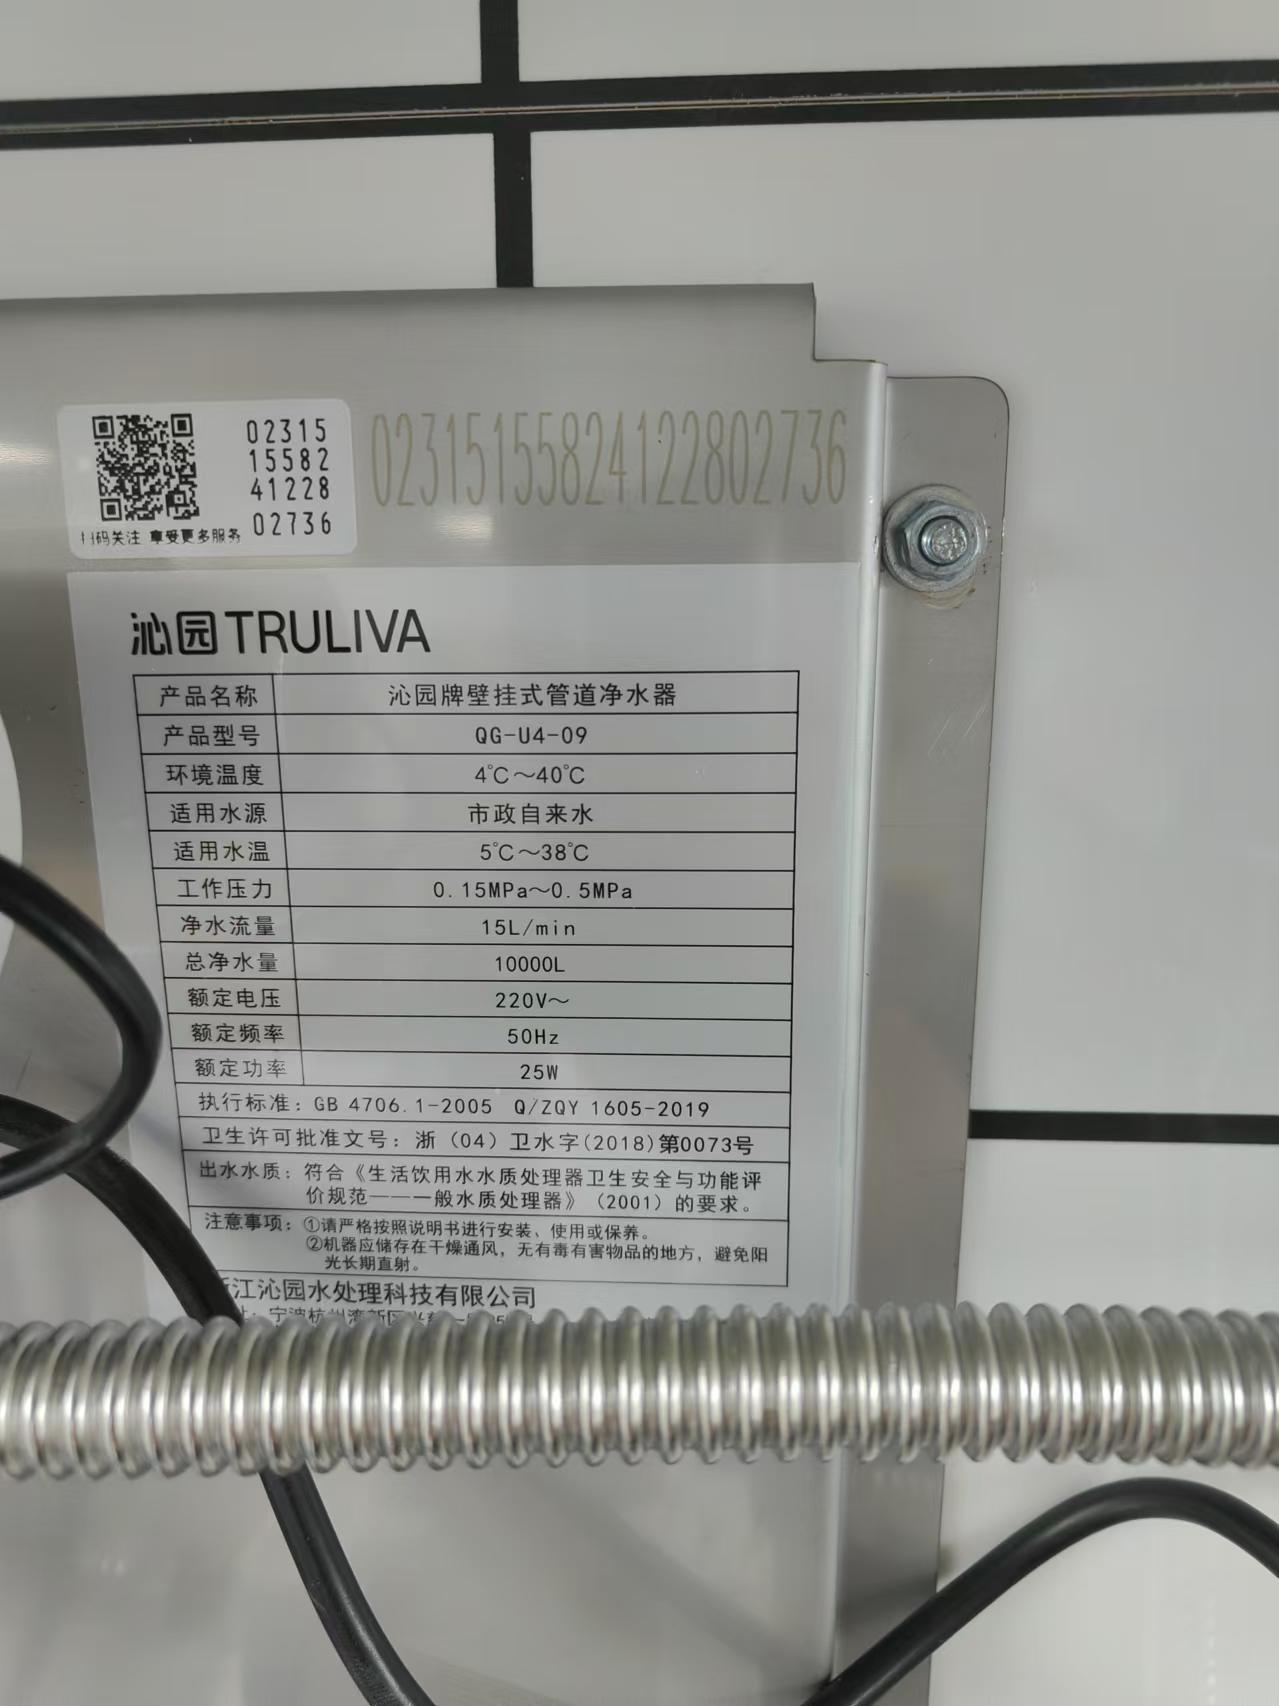 02315
15582
41228
02736
扫码关注 享受更多服务
02315155824122802736
沁园TRULIVA
产品名称 沁园牌壁挂式管道净水器
产品型号 QG-U4-09
环境温度 4℃～40℃
适用水源 市政自来水
适用水温 5℃～38℃
工作压力 0.15MPa～0.5MPa
净水流量 15L/min
总净水量 10000L
额定电压 220V～
额定频率 50Hz
额定功率 25W
执行标准：GB 4706.1-2005 Q/ZQY 1605-2019
卫生许可批准文号：浙（04）卫水字(2018)第0073号
出水水质：符合《生活饮用水水质处理器卫生安全与功能评
价规范——一般水质处理器》（2001）的要求。
注意事项：①请严格按照说明书进行安装、使用或保养。
②机器应储存在干燥通风，无有毒有害物品的地方，避免阳
光长期直射。
江沁园水处理科技有限公司
宁波杭州湾新区